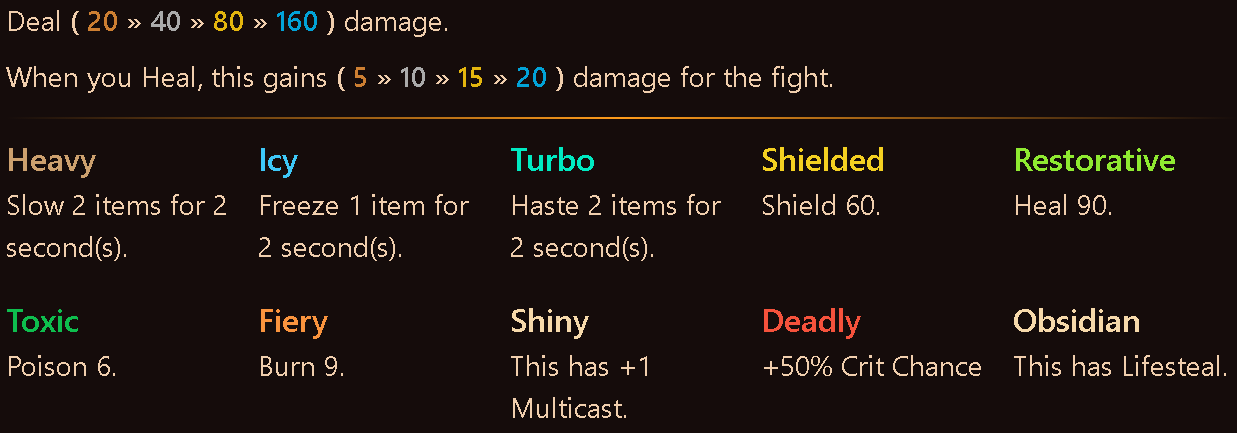 Deal ( 20 » 40 » 80 » 160 ) damage.
When you Heal, this gains ( 5 » 10 » 15 » 20 ) damage for the fight.
Heavy
Slow 2 items for 2
second(s).
Icy
Freeze 1 item for
2 second(s).
Turbo
Haste 2 items for
2 second(s).
Shielded
Shield 60.
Restorative
Heal 90.
Toxic
Poison 6.
Fiery
Burn 9.
Shiny
This has +1
Multicast.
Deadly
+50% Crit Chance
Obsidian
This has Lifesteal.